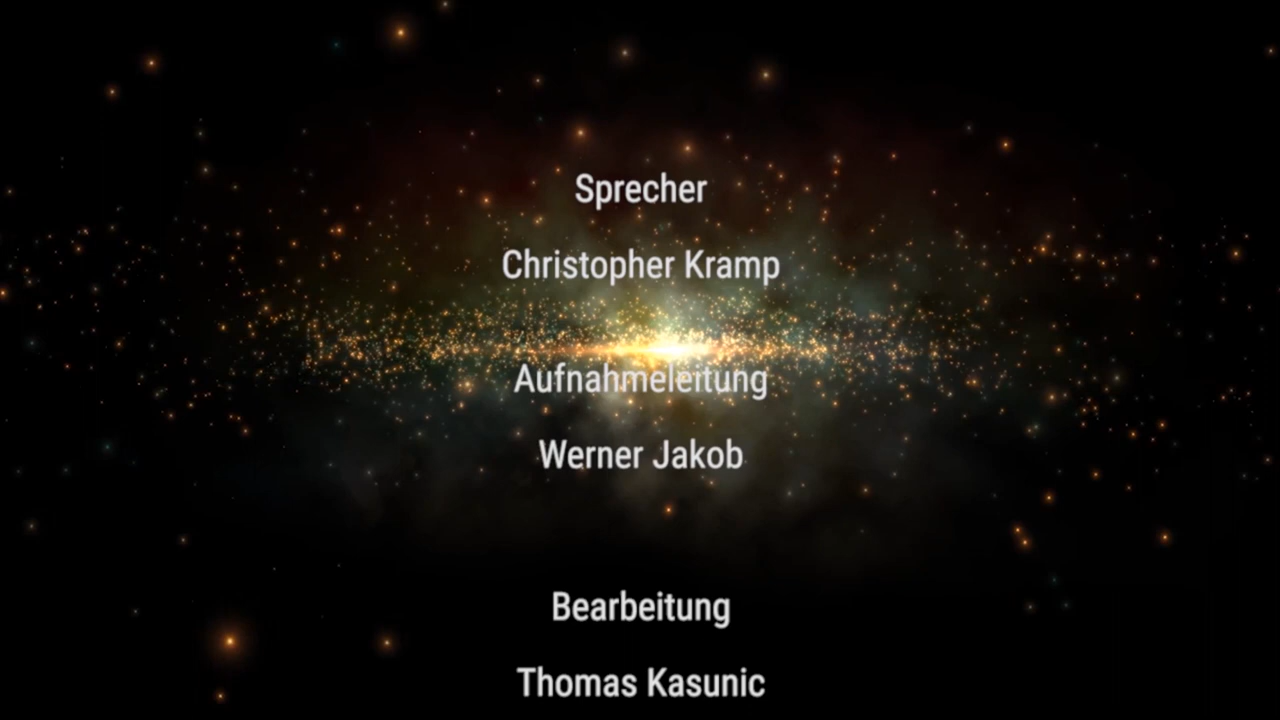 Sprecher
Christopher Kramp
Aufnahmeleitung
Werner Jakob
Bearbeitung
Thomas Kasunic